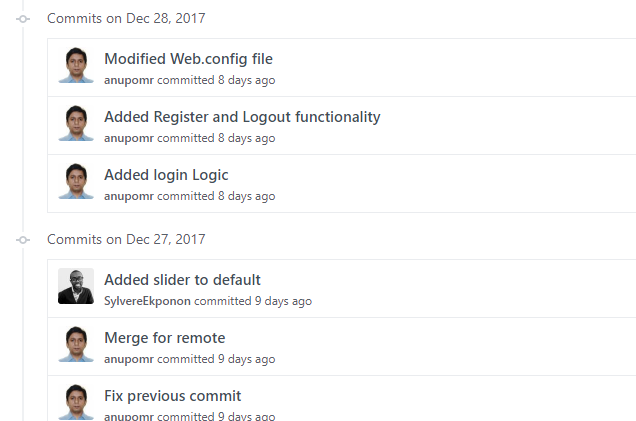 Commits on Dec 28, 2017
Modified Web.config file
anupomr committed 8 days ago
Added Register and Logout functionality
anupomr committed 8 days ago
Added login Logic
anupomr committed 8 days ago
Commits on Dec 27, 2017
Added slider to default
SylvereEkponon committed 9 days ago
Merge for remote
anupomr committed 9 days ago
Fix previous commit
anupomr committed 9 days ago